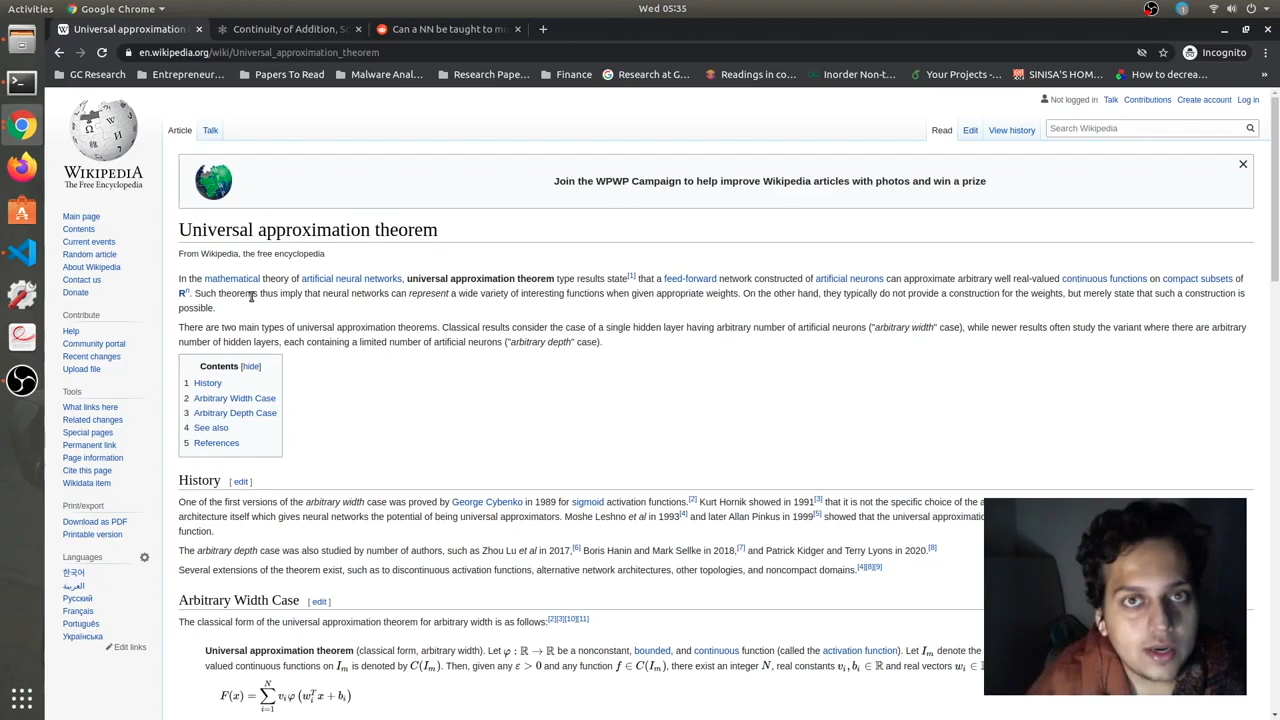 Activities
Google Chrome
Wed 05:35
Universal approximation
Continuity of Addition, S
Can a NN be taught to mu
en.wikipedia.org/wiki/Universal_approximation_theorem
Incognito
GC Research
Entrepreneur…
Papers To Read
Malware Anal…
Research Pape…
Finance
Research at G…
Readings in co…
Inorder Non-t…
Your Projects -…
SINISA'S HOM…
How to decrea…
»
Not logged in Talk Contributions Create account Log in
Article Talk
Read Edit View history
Search Wikipedia
WIKIPEDIA
The Free Encyclopedia
Main page
Contents
Current events
Random article
About Wikipedia
Contact us
Donate
Contribute
Help
Community portal
Recent changes
Upload file
Tools
What links here
Related changes
Special pages
Permanent link
Page information
Cite this page
Wikidata item
Print/export
Download as PDF
Printable version
Languages
한국어
العربية
Русский
Français
Português
Українська
Edit links
Join the WPWP Campaign to help improve Wikipedia articles with photos and win a prize
Universal approximation theorem
From Wikipedia, the free encyclopedia
In the mathematical theory of artificial neural networks, universal approximation theorem type results state[1] that a feed-forward network constructed of artificial neurons can approximate arbitrary well real-valued continuous functions on compact subsets of
Rⁿ. Such theorems thus imply that neural networks can represent a wide variety of interesting functions when given appropriate weights. On the other hand, they typically do not provide a construction for the weights, but merely state that such a construction is
possible.
There are two main types of universal approximation theorems. Classical results consider the case of a single hidden layer having arbitrary number of artificial neurons ("arbitrary width" case), while newer results often study the variant where there are arbitrary
number of hidden layers, each containing a limited number of artificial neurons ("arbitrary depth" case).
Contents [hide]
1 History
2 Arbitrary Width Case
3 Arbitrary Depth Case
4 See also
5 References
History [ edit ]
One of the first versions of the arbitrary width case was proved by George Cybenko in 1989 for sigmoid activation functions.[2] Kurt Hornik showed in 1991[3] that it is not the specific choice of the a
architecture itself which gives neural networks the potential of being universal approximators. Moshe Leshno et al in 1993[4] and later Allan Pinkus in 1999[5] showed that the universal approximatio
function.
The arbitrary depth case was also studied by number of authors, such as Zhou Lu et al in 2017,[6] Boris Hanin and Mark Sellke in 2018,[7] and Patrick Kidger and Terry Lyons in 2020.[8]
Several extensions of the theorem exist, such as to discontinuous activation functions, alternative network architectures, other topologies, and noncompact domains.[4][8][9]
Arbitrary Width Case [ edit ]
The classical form of the universal approximation theorem for arbitrary width is as follows:[2][3][10][11]
Universal approximation theorem (classical form, arbitrary width). Let φ : ℝ → ℝ be a nonconstant, bounded, and continuous function (called the activation function). Let Iₘ denote the
valued continuous functions on Iₘ is denoted by C(Iₘ). Then, given any ε > 0 and any function f ∈ C(Iₘ), there exist an integer N, real constants vᵢ, bᵢ ∈ ℝ and real vectors wᵢ ∈
F(x) = ∑ᵢ₌₁ᴺ vᵢφ (wᵢᵀx + bᵢ)